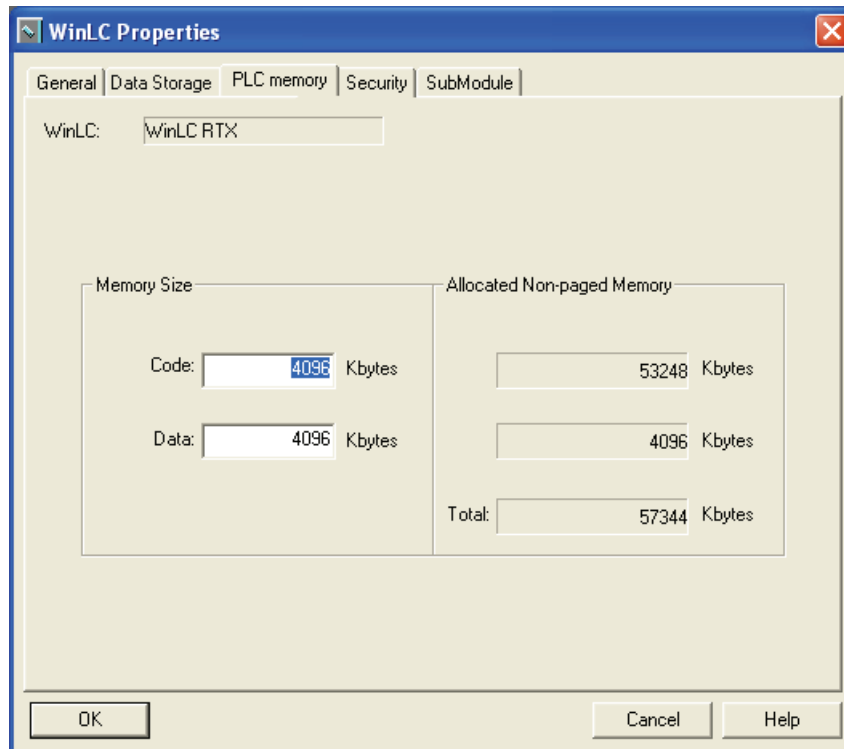 WinLC Properties
General Data Storage PLC memory Security SubModule
WinLC: WinLC RTX
Memory Size Allocated Non-paged Memory
Code: 4096 Kbytes 53248 Kbytes
Data: 4096 Kbytes 4096 Kbytes
Total: 57344 Kbytes
OK Cancel Help